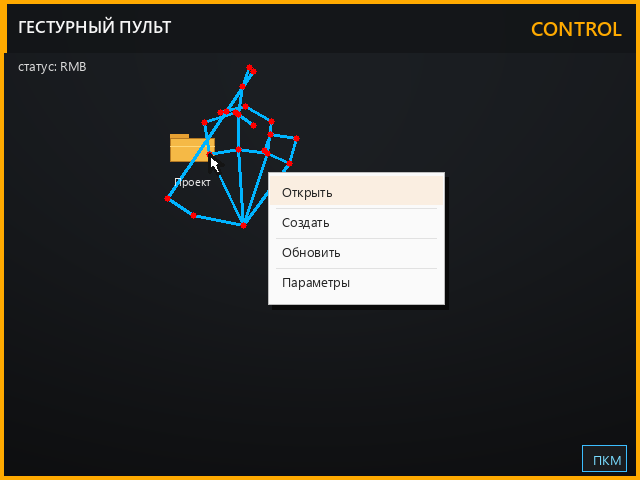 ГЕСТУРНЫЙ ПУЛЬТ
CONTROL
статус: RMB
Проект
Открыть
Создать
Обновить
Параметры
ПКМ